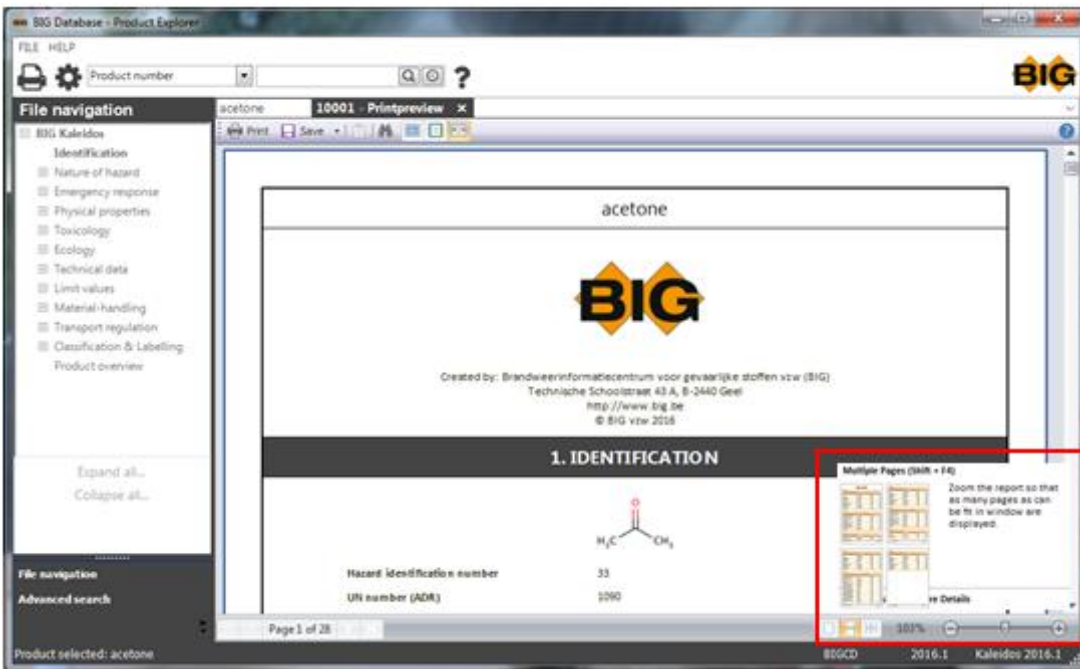 BIG Database - Product Explorer
FILE HELP
Product number
?
BIG
File navigation
acetone
10001 - Printpreview ×
BIG Kaleidos
Print Save
Identification
Nature of hazard
Emergency response
Physical properties
Toxicology
Ecology
Technical data
Limit values
Material-handling
Transport regulation
Classification & Labelling
Product overview
Expand all...
Collapse all...
File navigation
Advanced search
acetone
BIG
Created by: Brandweerinformatiecentrum voor gevaarlijke stoffen vzw (BIG)
Technische Schoolstraat 43 A, B-2440 Geel
http://www.big.be
© BIG vzw 2016
1. IDENTIFICATION
H3C CH3
Hazard identification number 33
UN number (ADR) 1090
Multiple Pages (Shift + F4)
Zoom the report so that
as many pages as can
be fit in window are
displayed.
re Details
Page 1 of 28
103%
Product selected: acetone
BIGCD 2016.1 Kaleidos 2016.1